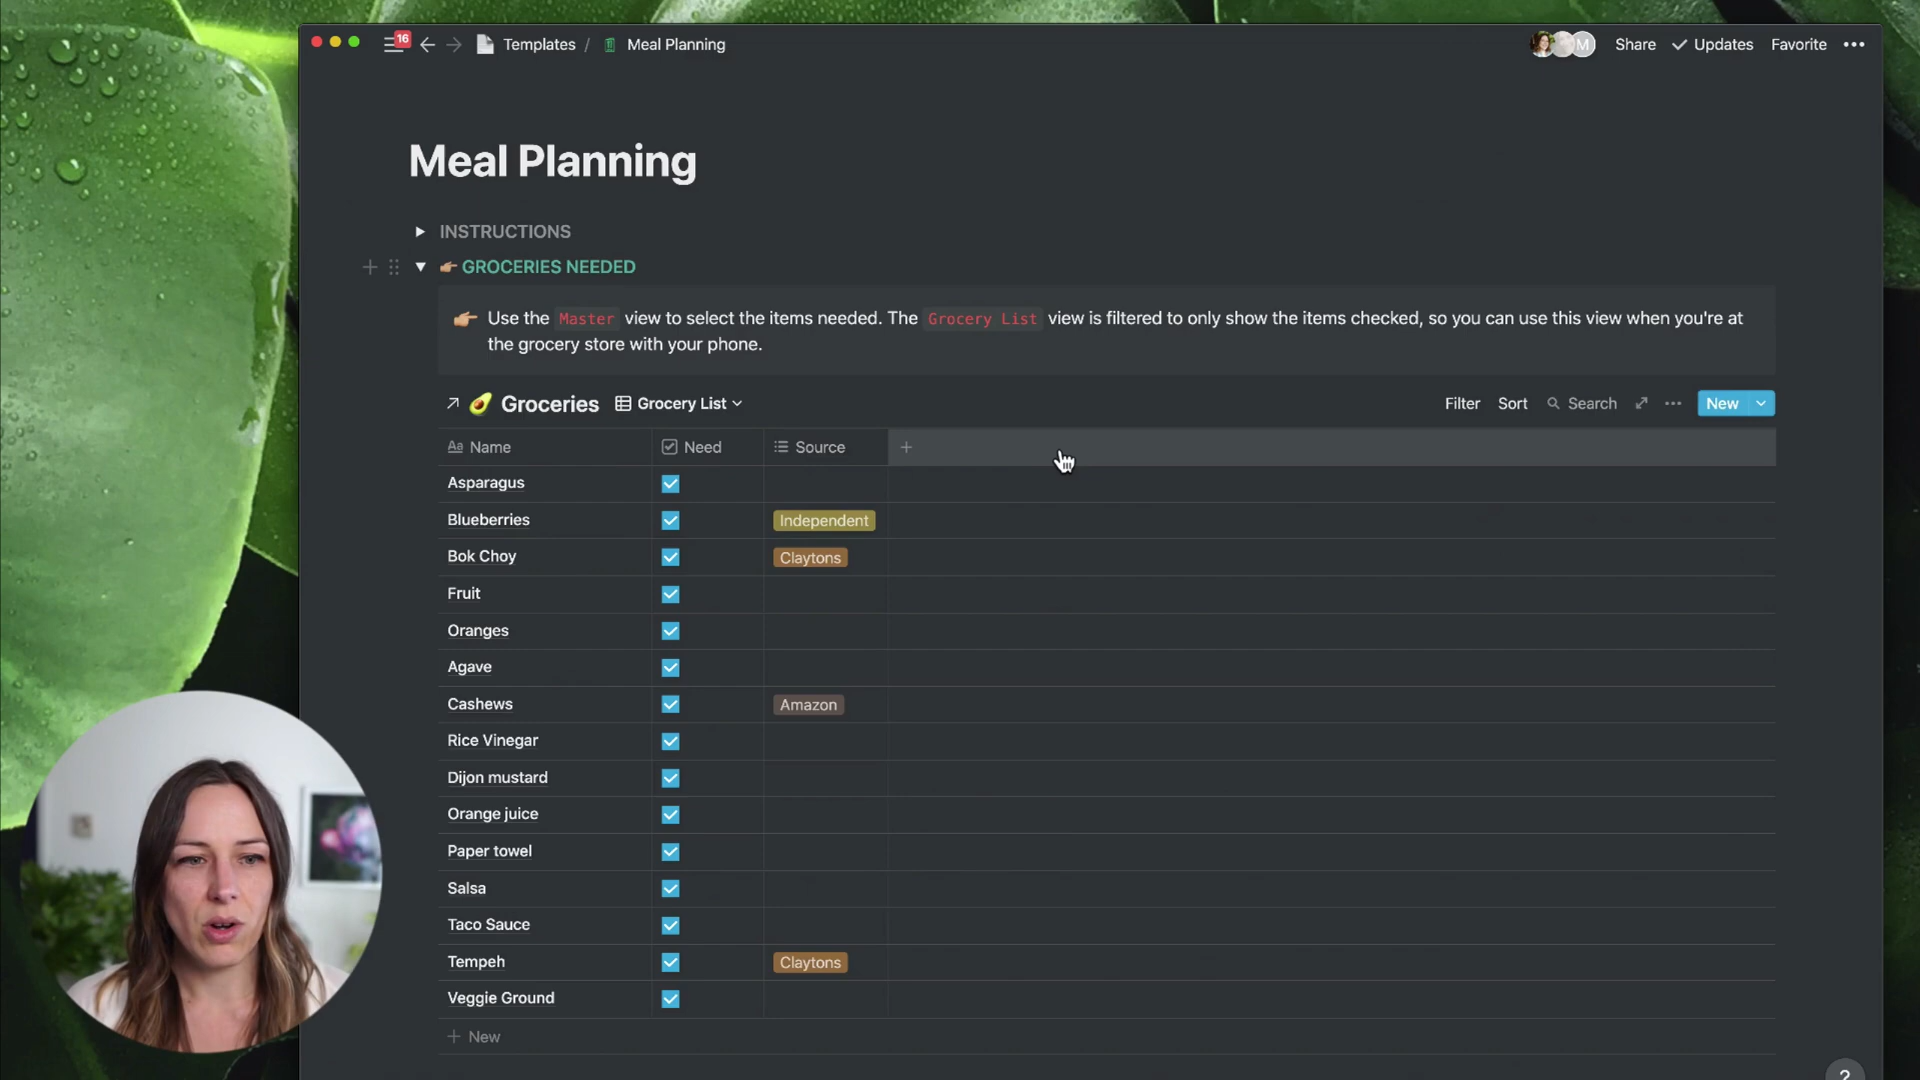 16
Templates / Meal Planning
M
Share Updates Favorite
Meal Planning
INSTRUCTIONS
GROCERIES NEEDED
Use the Master view to select the items needed. The Grocery List view is filtered to only show the items checked, so you can use this view when you're at
the grocery store with your phone.
Groceries Grocery List Filter Sort Search New
Aa Name Need Source
Asparagus
Blueberries Independent
Bok Choy Claytons
Fruit
Oranges
Agave
Cashews Amazon
Rice Vinegar
Dijon mustard
Orange juice
Paper towel
Salsa
Taco Sauce
Tempeh Claytons
Veggie Ground
+ New
?